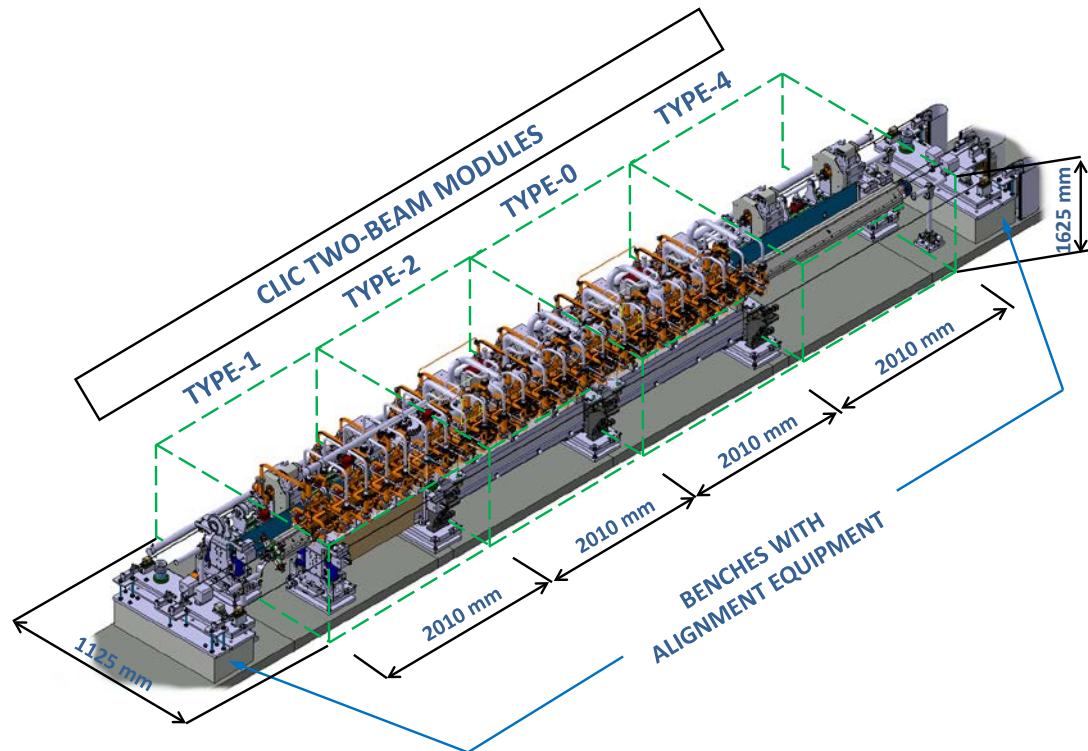 CLIC TWO-BEAM MODULES
TYPE-4
TYPE-0
TYPE-2
TYPE-1
1625 mm
2010 mm
2010 mm
2010 mm
2010 mm
1125 mm
BENCHES WITH
ALIGNMENT EQUIPMENT